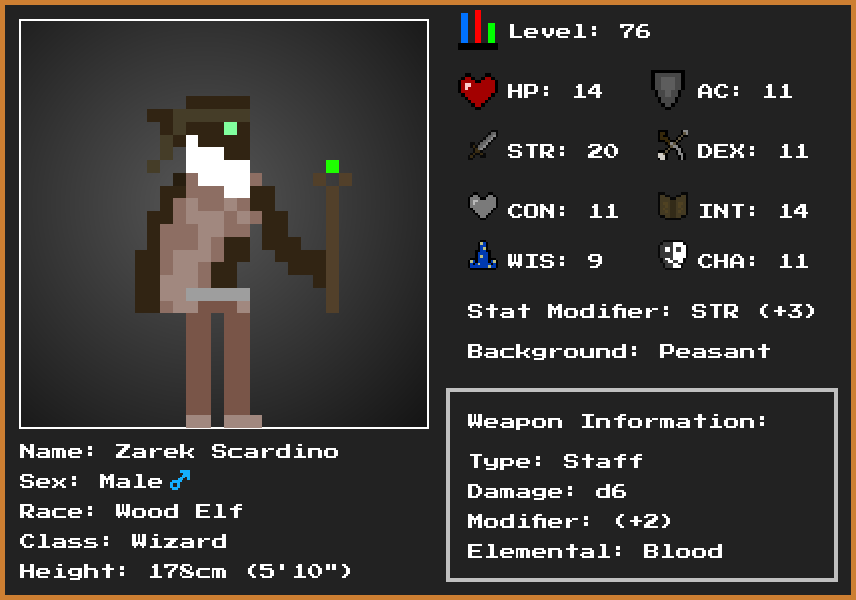 Level: 76
HP: 14 AC: 11
STR: 20 DEX: 11
CON: 11 INT: 14
WIS: 9 CHA: 11
Stat Modifier: STR (+3)
Background: Peasant
Weapon Information:
Type: Staff
Damage: d6
Modifier: (+2)
Elemental: Blood
Name: Zarek Scardino
Sex: Male♂
Race: Wood Elf
Class: Wizard
Height: 178cm (5'10")